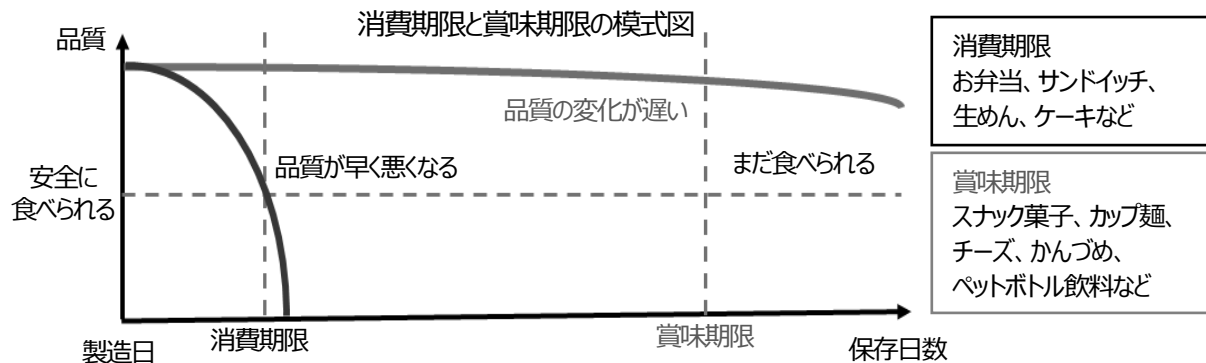 消費期限と賞味期限の模式図
品質
品質の変化が遅い
品質が早く悪くなる
まだ食べられる
安全に
食べられる
製造日
消費期限
賞味期限
保存日数
消費期限
お弁当、サンドイッチ、
生めん、ケーキなど
賞味期限
スナック菓子、カップ麺、
チーズ、かんづめ、
ペットボトル飲料など